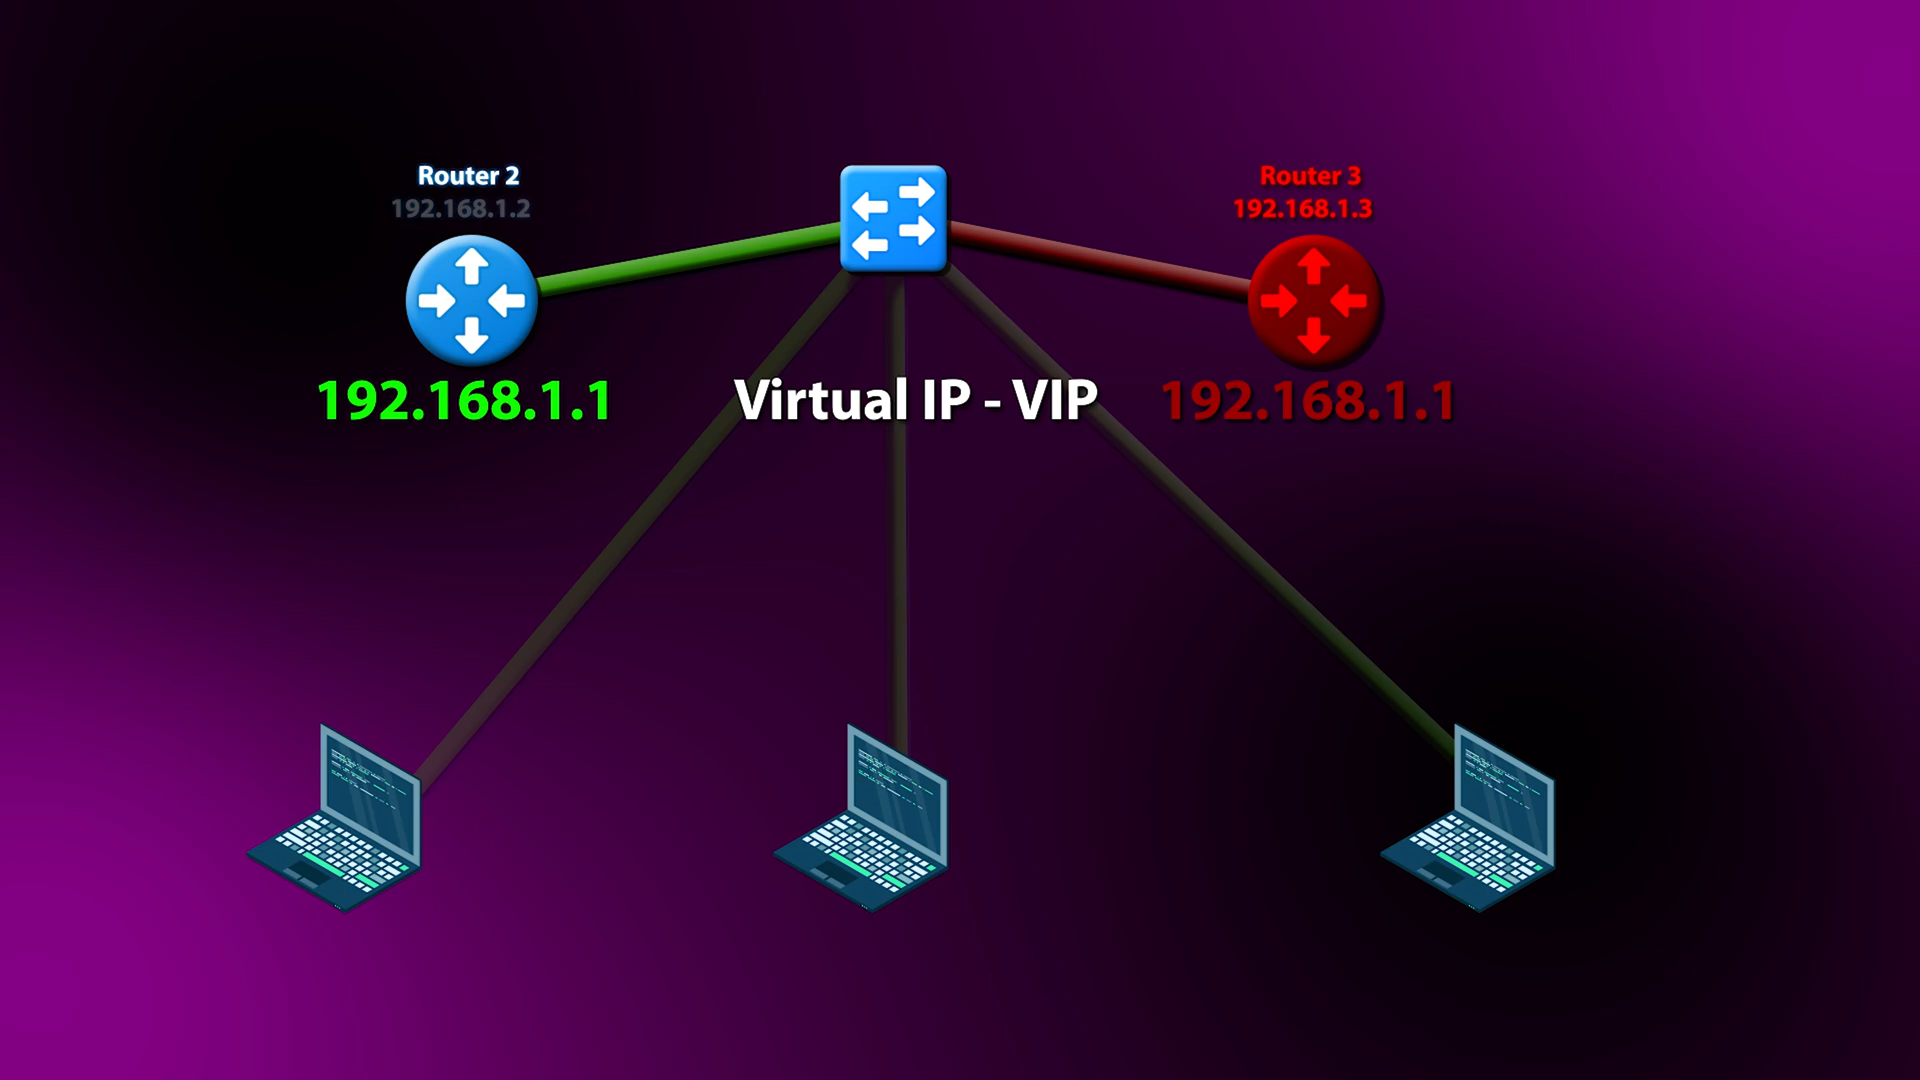 Router 2
192.168.1.2
Router 3
192.168.1.3
192.168.1.1
Virtual IP - VIP
192.168.1.1